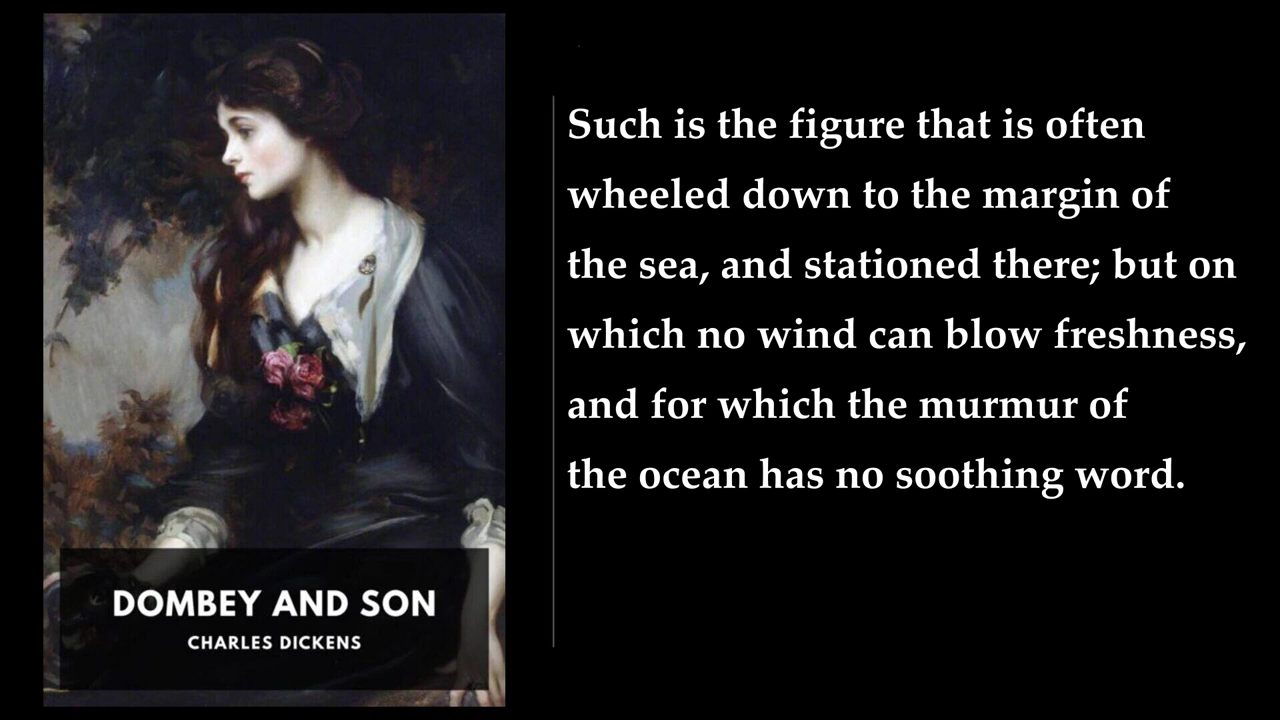 Such is the figure that is often
wheeled down to the margin of
the sea, and stationed there; but on
which no wind can blow freshness,
and for which the murmur of
the ocean has no soothing word.
DOMBEY AND SON
CHARLES DICKENS